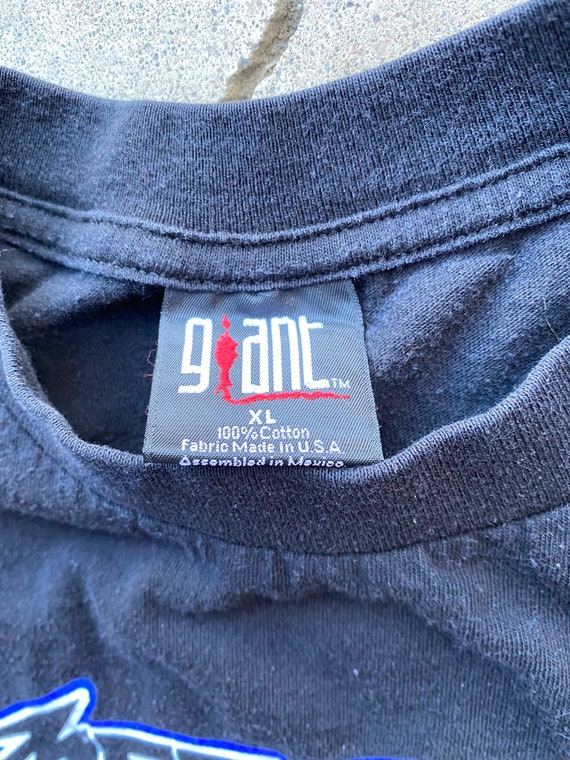 giant™
XL
100% Cotton
Fabric Made in U.S.A
Assembled in Mexico